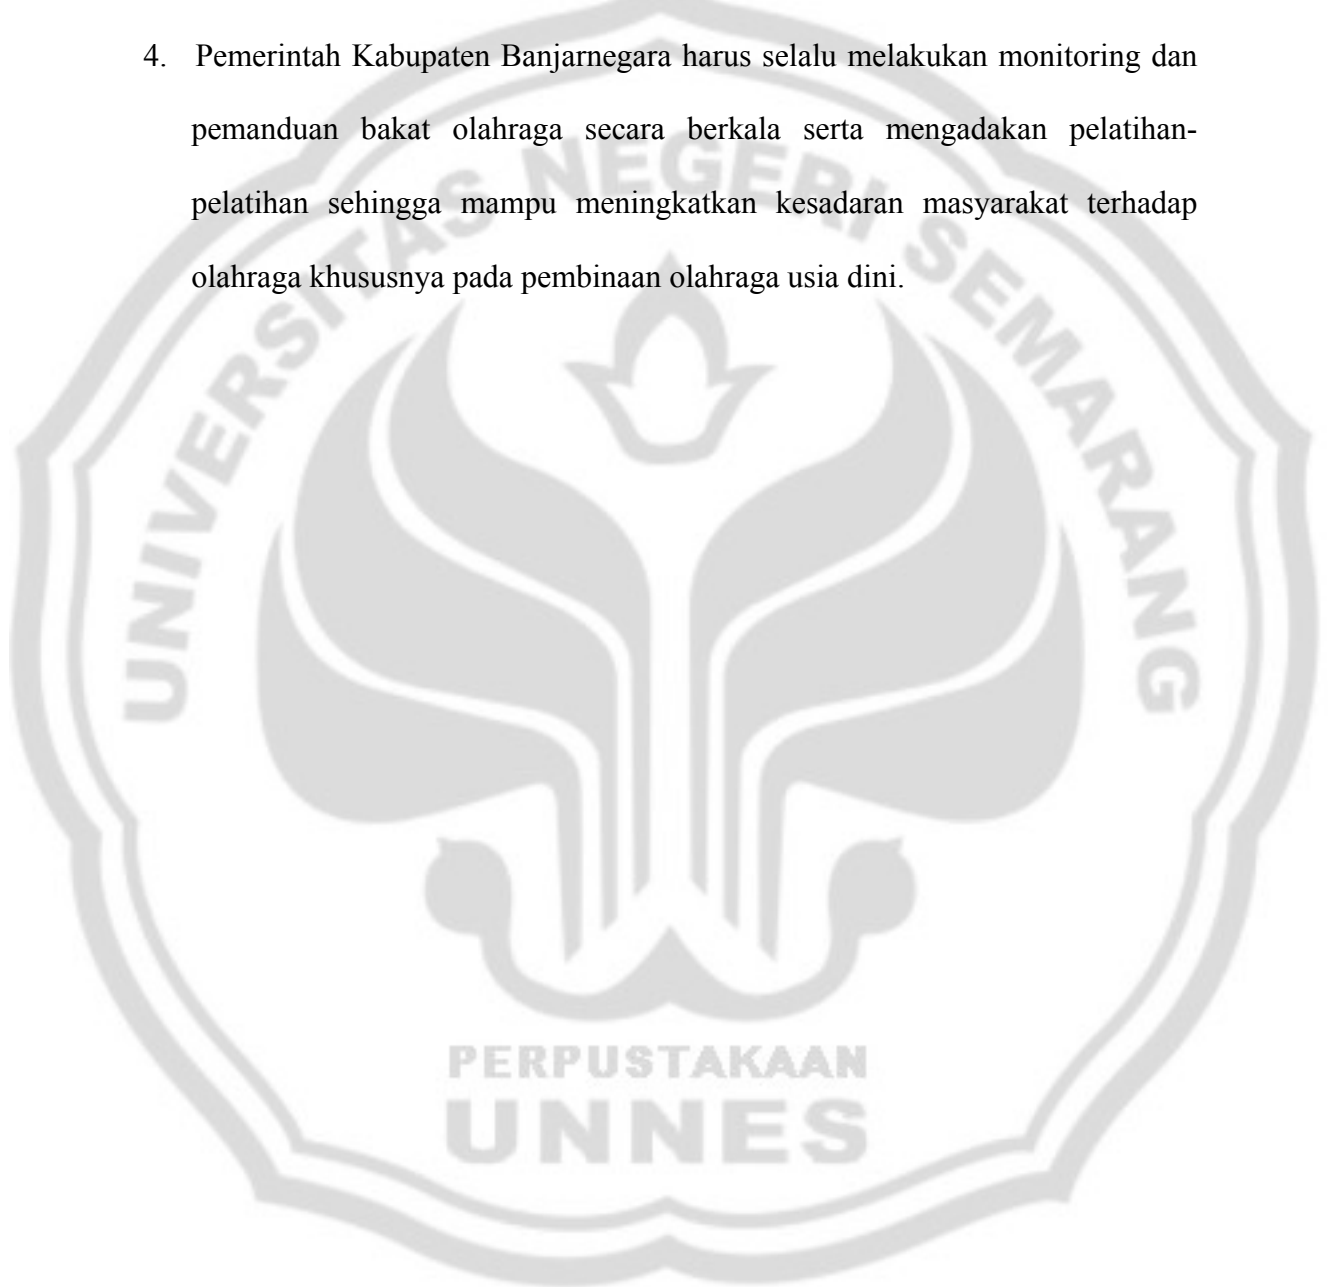 4. Pemerintah Kabupaten Banjarnegara harus selalu melakukan monitoring dan
pemanduan bakat olahraga secara berkala serta mengadakan pelatihan-
pelatihan sehingga mampu meningkatkan kesadaran masyarakat terhadap
olahraga khususnya pada pembinaan olahraga usia dini.
UNIVERSITAS NEGERI SEMARANG
PERPUSTAKAAN
UNNES